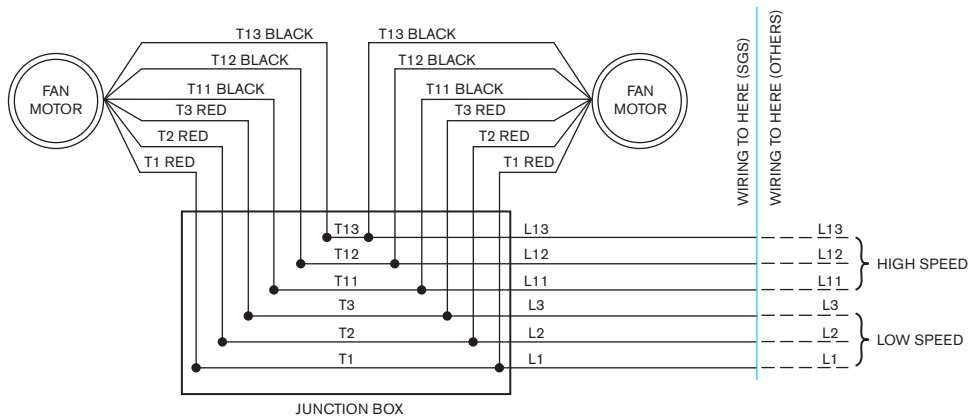 T13 BLACK
T12 BLACK
T11 BLACK
T3 RED
T2 RED
T1 RED
FAN
MOTOR
T13 BLACK
T12 BLACK
T11 BLACK
T3 RED
T2 RED
T1 RED
FAN
MOTOR
WIRING TO HERE (SGS)
WIRING TO HERE (OTHERS)
T13
T12
T11
T3
T2
T1
L13
L12
L11
L3
L2
L1
L13
L12
L11
HIGH SPEED
L3
L2
L1
LOW SPEED
JUNCTION BOX